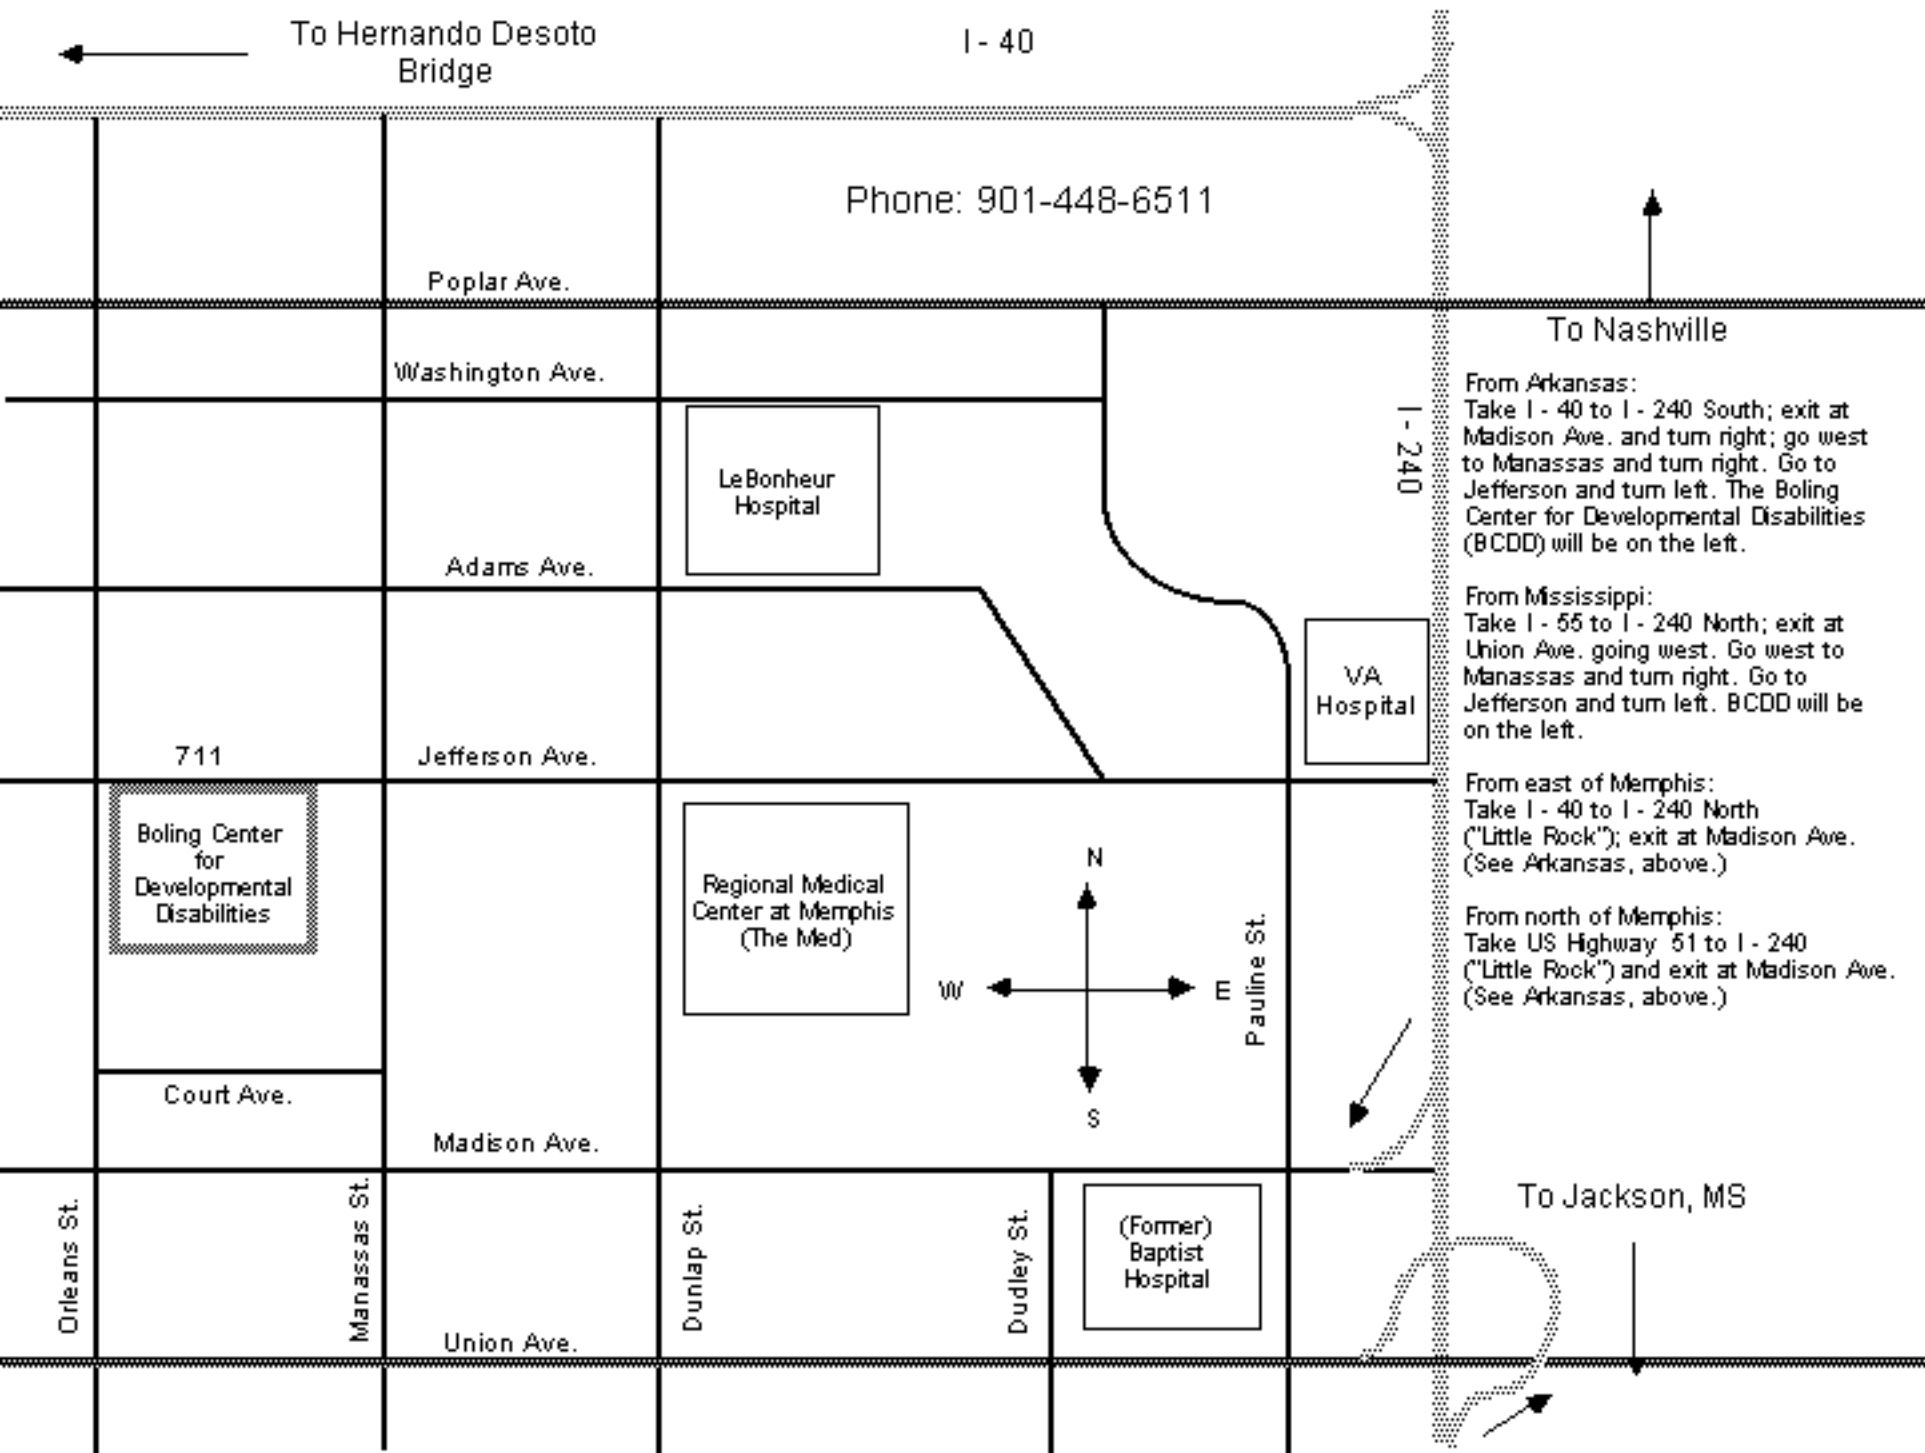 To Hernando Desoto
Bridge
I - 40
Phone: 901-448-6511
Poplar Ave.
To Nashville
Washington Ave.
I - 240
LeBonheur
Hospital
Adams Ave.
VA
Hospital
711
Jefferson Ave.
Boling Center
for
Developmental
Disabilities
Regional Medical
Center at Memphis
(The Med)
N
W
E
S
Pauline St.
Court Ave.
Madison Ave.
Orleans St.
Manassas St.
Dunlap St.
Dudley St.
(Former)
Baptist
Hospital
Union Ave.
From Arkansas:
Take I - 40 to I - 240 South; exit at
Madison Ave. and turn right; go west
to Manassas and turn right. Go to
Jefferson and turn left. The Boling
Center for Developmental Disabilities
(BCDD) will be on the left.
From Mississippi:
Take I - 55 to I - 240 North; exit at
Union Ave. going west. Go west to
Manassas and turn right. Go to
Jefferson and turn left. BCDD will be
on the left.
From east of Memphis:
Take I - 40 to I - 240 North
("Little Rock"); exit at Madison Ave.
(See Arkansas, above.)
From north of Memphis:
Take US Highway 51 to I - 240
("Little Rock") and exit at Madison Ave.
(See Arkansas, above.)
To Jackson, MS